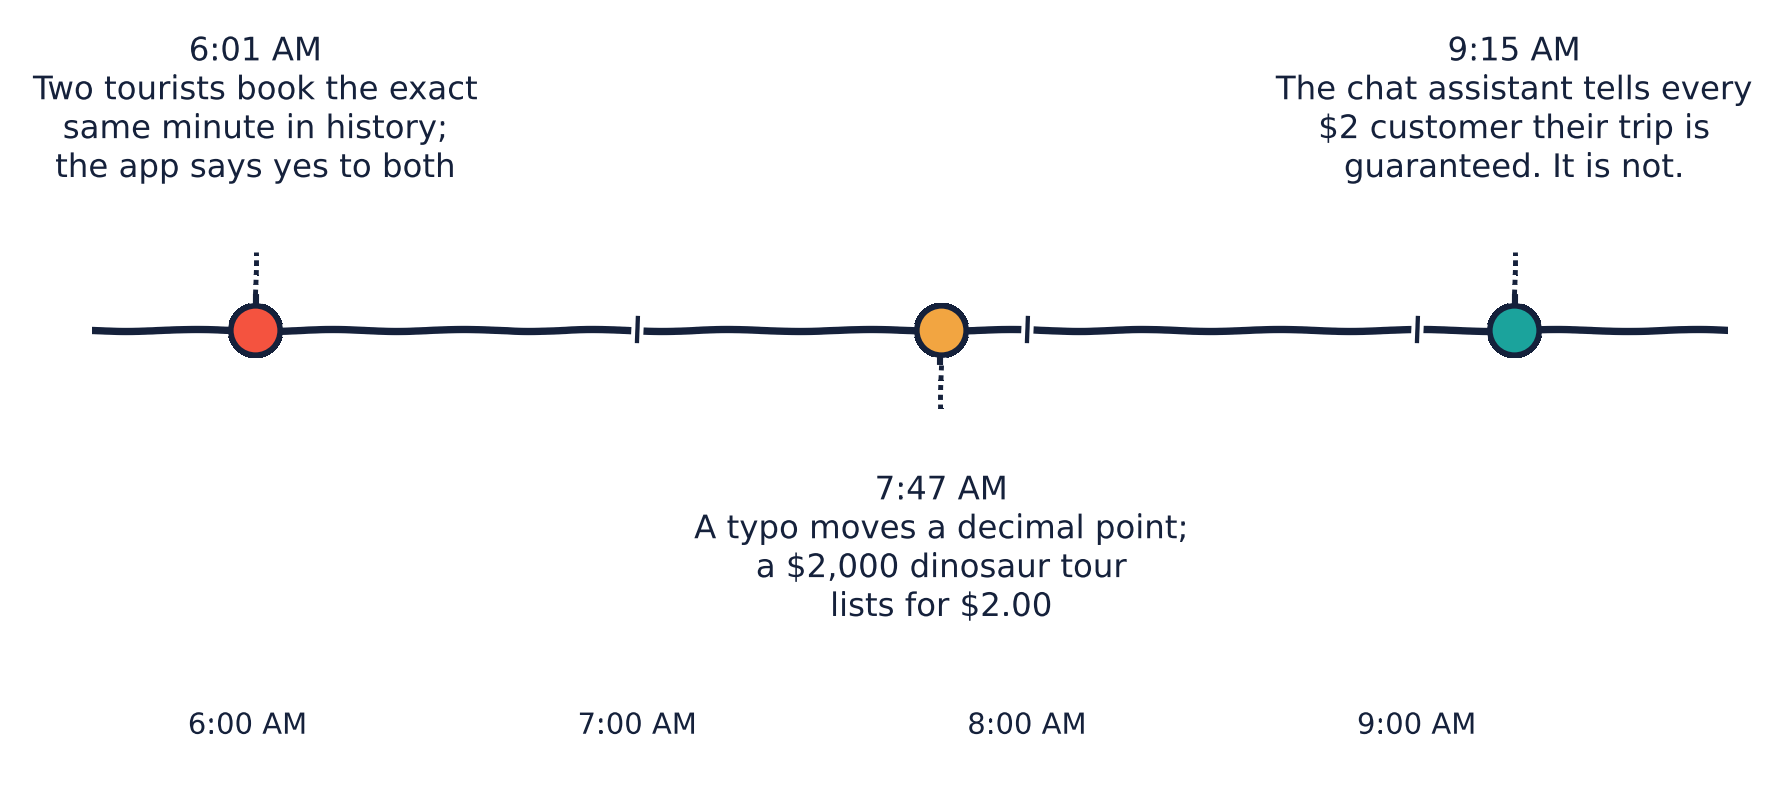 6:01 AM
Two tourists book the exact
same minute in history;
the app says yes to both
9:15 AM
The chat assistant tells every
$2 customer their trip is
guaranteed. It is not.
7:47 AM
A typo moves a decimal point;
a $2,000 dinosaur tour
lists for $2.00
6:00 AM
7:00 AM
8:00 AM
9:00 AM